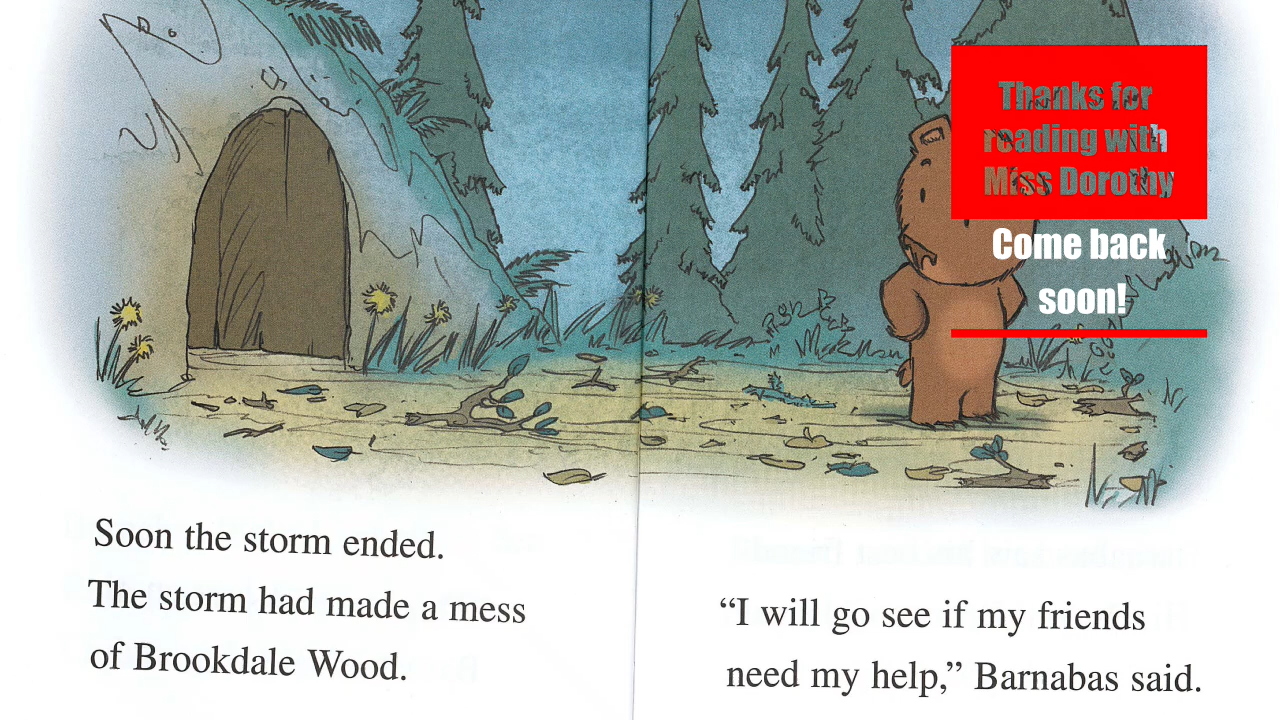 Thanks for
reading with
Miss Dorothy
Come back
soon!
Soon the storm ended.
The storm had made a mess
of Brookdale Wood.
“I will go see if my friends
need my help,” Barnabas said.